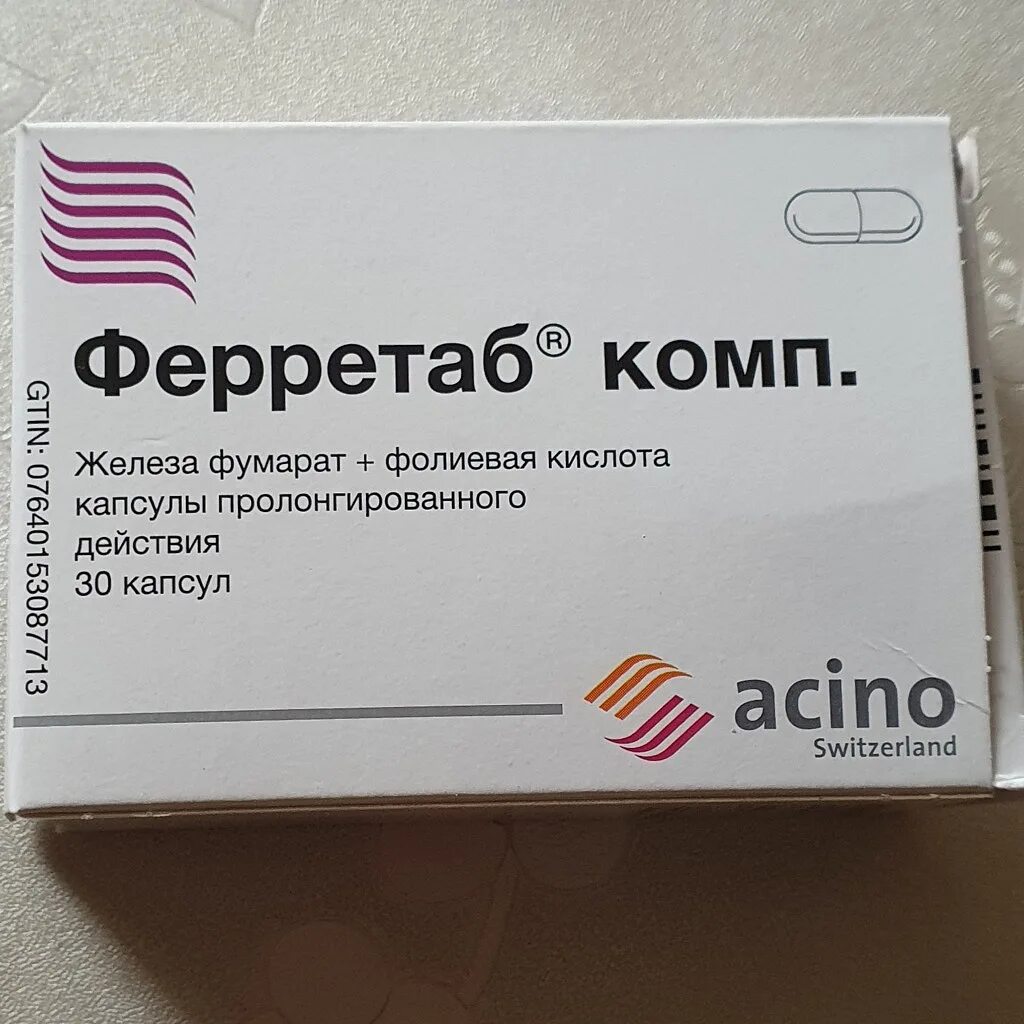 Ферретаб® комп.
Железа фумарат + фолиевая кислота
капсулы пролонгированного
действия
30 капсул
GTIN: 07640153087713
acino
Switzerland